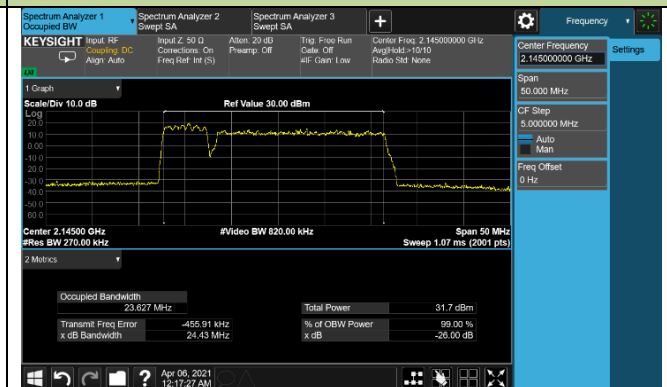 Spectrum Analyzer 1
Occupied BW
Spectrum Analyzer 2
Swept SA
Spectrum Analyzer 3
Swept SA
+
Frequency
KEYSIGHT
Input: RF
Coupling: DC
Align: Auto
Input Z: 50 Ω
Corrections: On
Freq Ref: Int (S)
Atten: 20 dB
Preamp: Off
Trig: Free Run
Gate: Off
#IF Gain: Low
Center Freq: 2.145000000 GHz
Avg|Hold:>10/10
Radio Std: None
Center Frequency
2.145000000 GHz
Settings
Span
50.000 MHz
CF Step
5.000000 MHz
Auto
Man
Freq Offset
0 Hz
1 Graph
Scale/Div 10.0 dB
Ref Value 30.00 dBm
Log
20.0
10.0
0.00
-10.0
-20.0
-30.0
-40.0
-50.0
-60.0
Center 2.14500 GHz
#Video BW 820.00 kHz
Span 50 MHz
#Res BW 270.00 kHz
Sweep 1.07 ms (2001 pts)
2 Metrics
Occupied Bandwidth
23.627 MHz
Total Power
31.7 dBm
Transmit Freq Error
-455.91 kHz
% of OBW Power
99.00 %
x dB Bandwidth
24.43 MHz
x dB
-26.00 dB
?
Apr 06, 2021
12:17:27 AM